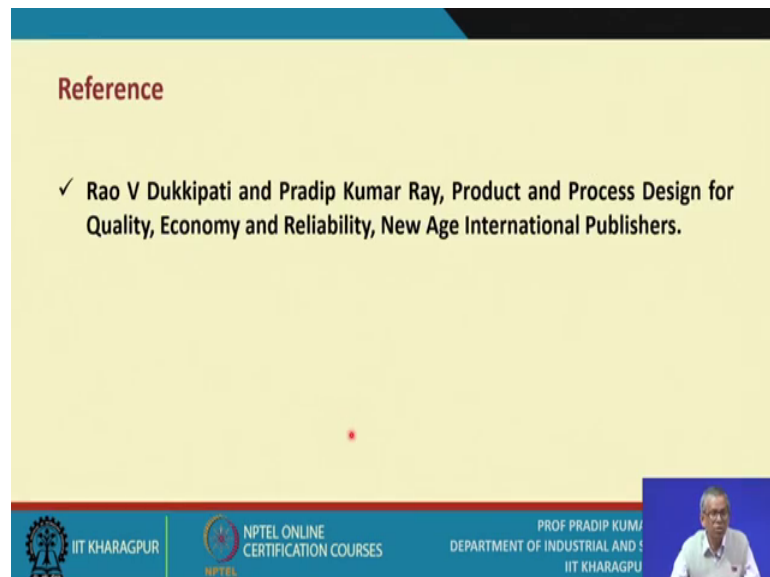 Reference
✓ Rao V Dukkipati and Pradip Kumar Ray, Product and Process Design for
Quality, Economy and Reliability, New Age International Publishers.
IIT KHARAGPUR
NPTEL
NPTEL ONLINE
CERTIFICATION COURSES
PROF PRADIP KUMA
DEPARTMENT OF INDUSTRIAL AND S
IIT KHARAGPU